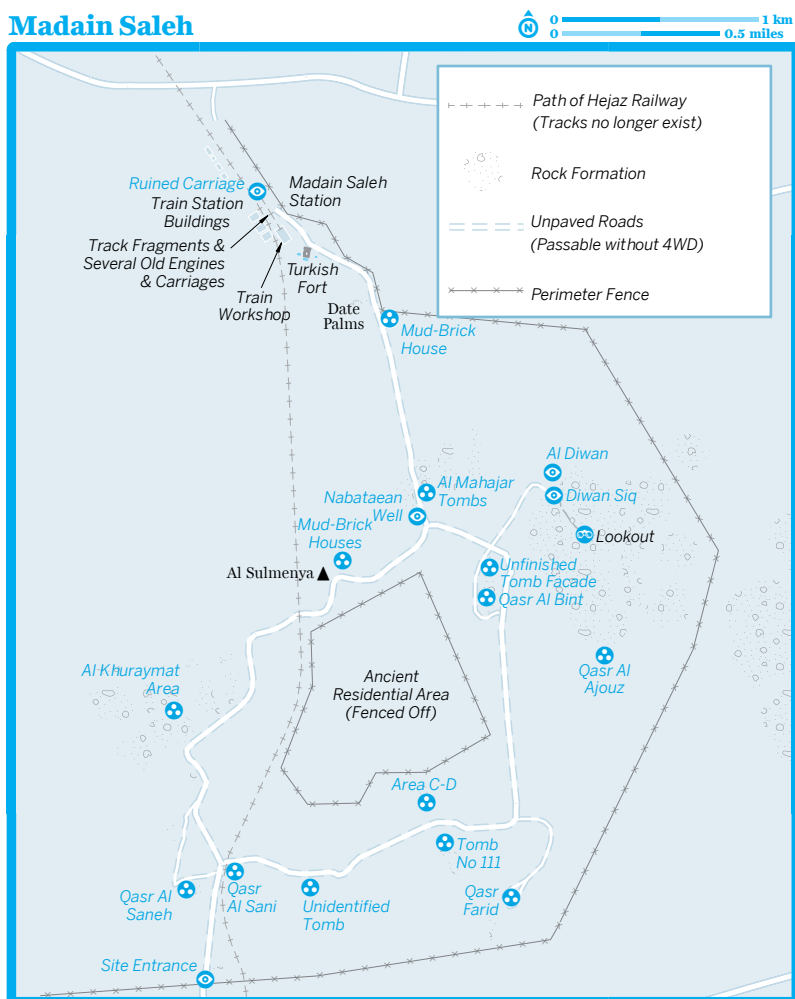 Madain Saleh
N
0 1 km
0 0.5 miles
Path of Hejaz Railway
(Tracks no longer exist)
Rock Formation
Unpaved Roads
(Passable without 4WD)
Perimeter Fence
Ruined Carriage
Madain Saleh
Station
Train Station
Buildings
Track Fragments &
Several Old Engines
& Carriages
Turkish
Fort
Train
Workshop
Date
Palms
Mud-Brick
House
Al Diwan
Al Mahajar
Tombs
Diwan Siq
Nabataean
Well
Mud-Brick
Houses
Lookout
Al Sulmenya
Unfinished
Tomb Facade
Qasr Al Bint
Qasr Al
Ajouz
Al Khuraymat
Area
Ancient
Residential Area
(Fenced Off)
Area C-D
Tomb
No 111
Qasr Al
Saneh
Qasr
Al Sani
Unidentified
Tomb
Qasr
Farid
Site Entrance